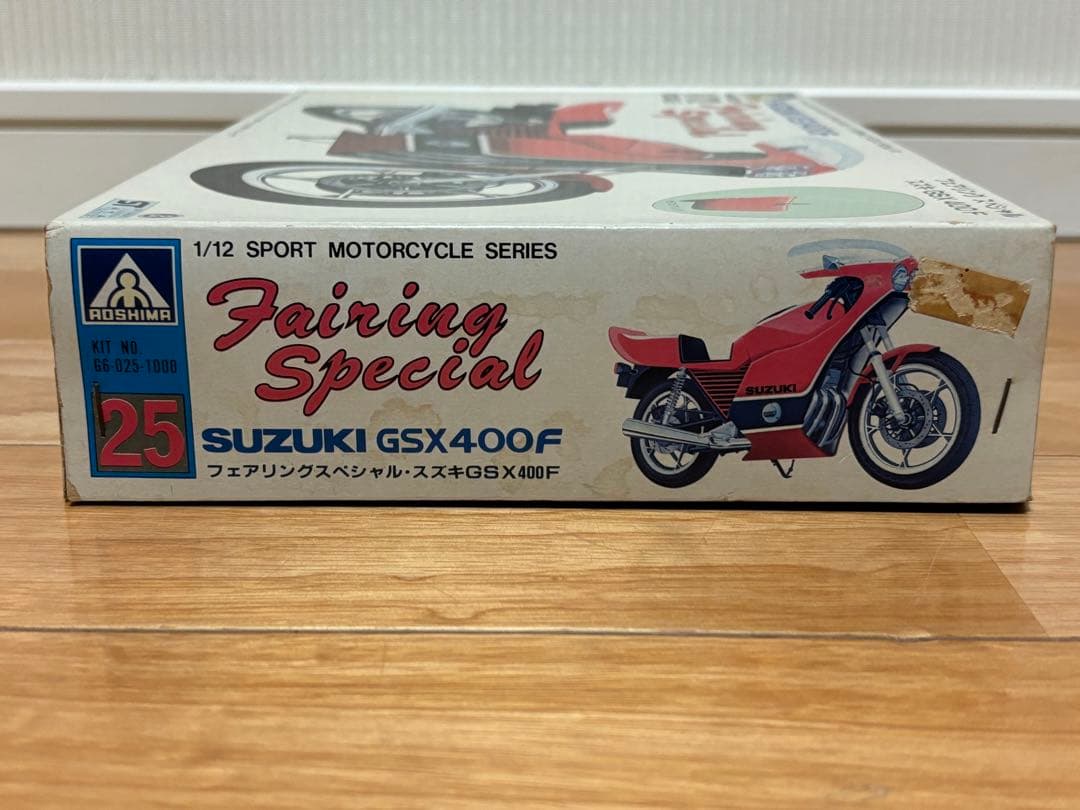 1/12 SPORT MOTORCYCLE SERIES
AOSHIMA
KIT NO.
G6-025-1000
25
Fairing
Special
SUZUKI GSX400F
フェアリングスペシャル・スズキGSX400F
SUZUKI